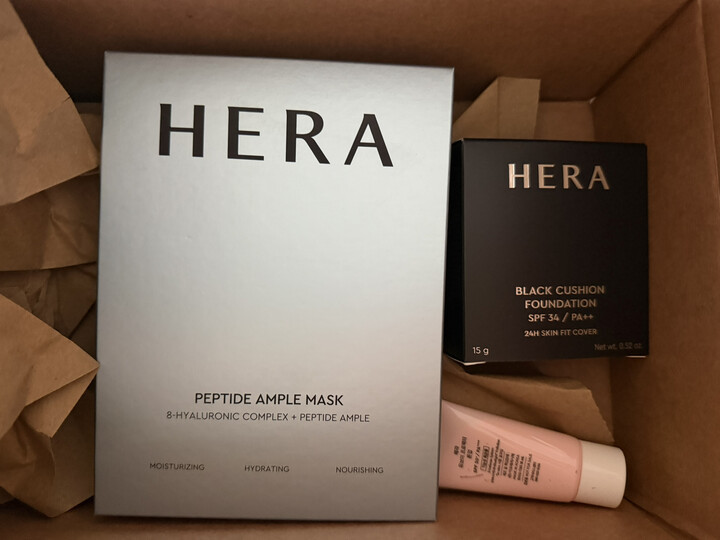 HERA
PEPTIDE AMPLE MASK
8-HYALURONIC COMPLEX + PEPTIDE AMPLE
MOISTURIZING HYDRATING NOURISHING
HERA
BLACK CUSHION
FOUNDATION
SPF 34 / PA++
24H SKIN FIT COVER
15 g Net wt. 0.52 oz.